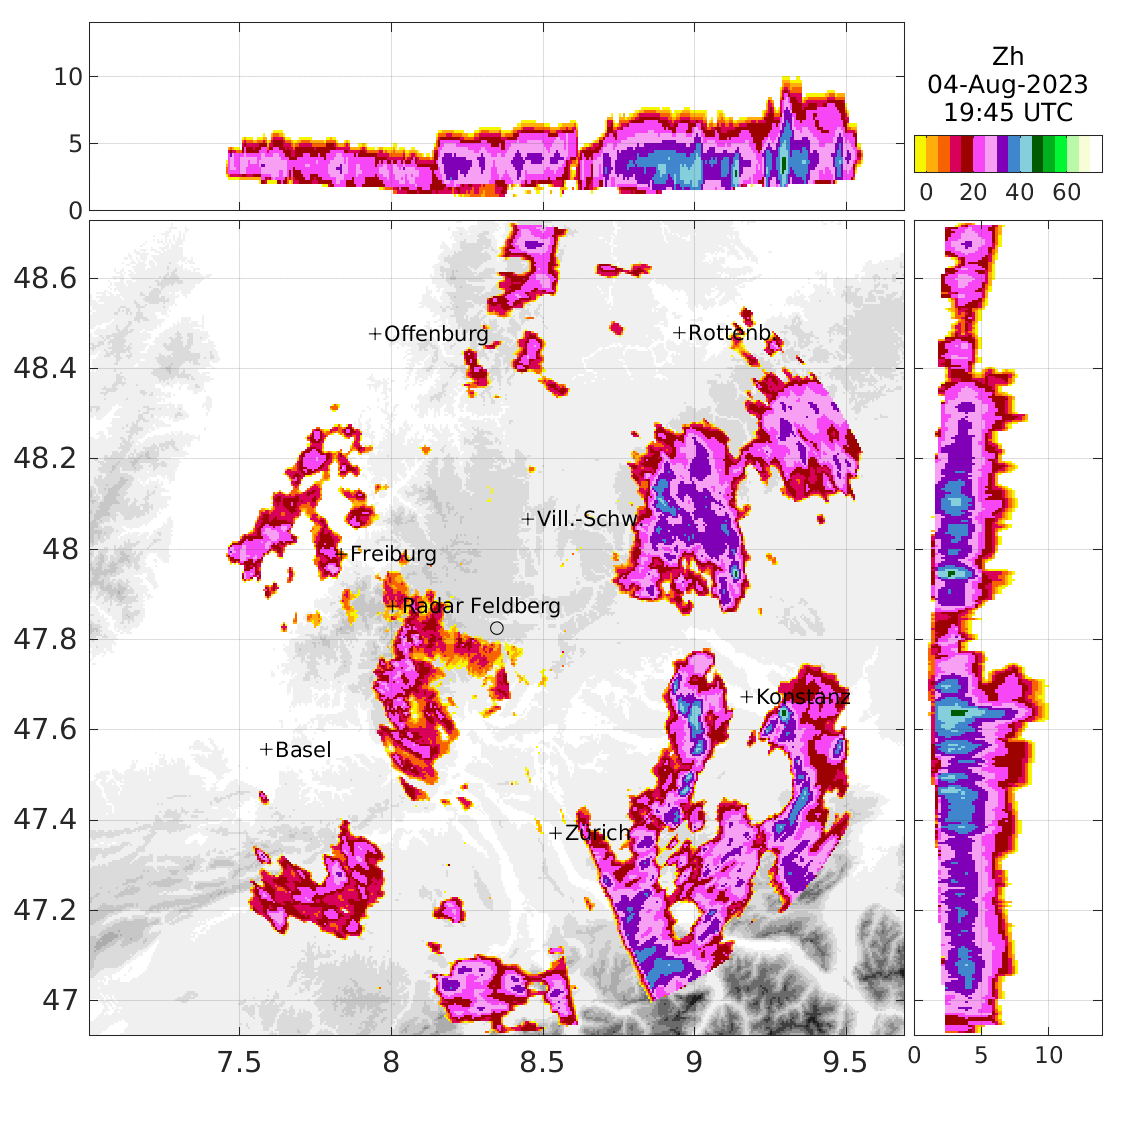 10
5
0
Zh
04-Aug-2023
19:45 UTC
0 20 40 60
48.6
48.4
48.2
48
47.8
47.6
47.4
47.2
47
+Offenburg
+Rottenb.
+Vill.-Schw.
+Freiburg
+Radar Feldberg
+Konstanz
+Basel
+Zürich
7.5 8 8.5 9 9.5
0 5 10